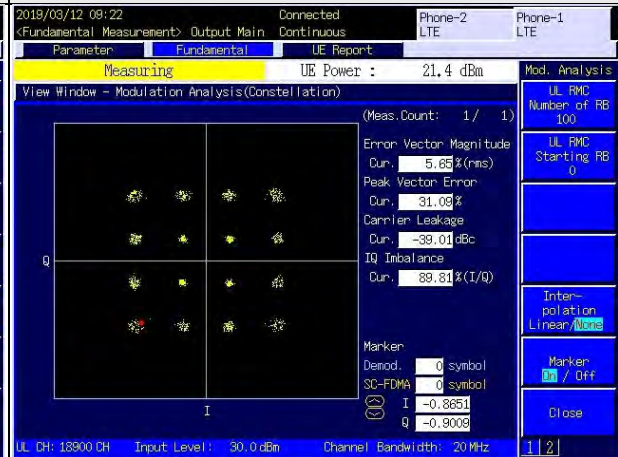 2019/03/12 09:22 Connected Phone-2 Phone-1
<Fundamental Measurement> Output Main Continuous LTE LTE
Parameter Fundamental UE Report
Measuring UE Power : 21.4 dBm Mod. Analysis
View Window - Modulation Analysis(Constellation)
(Meas.Count: 1/ 1)
Error Vector Magnitude
Cur. 5.65 %(rms)
Peak Vector Error
Cur. 31.09 %
Carrier Leakage
Cur. -39.01 dBc
IQ Imbalance
Cur. 89.81 %(I/Q)
Q
I
Marker
Demod. 0 symbol
SC-FDMA 0 symbol
I -0.8651
Q -0.9009
UL RMC
Number of RB
100
UL RMC
Starting RB
0
Inter-
polation
Linear/None
Marker
On / Off
Close
UL CH: 18900 CH Input Level: 30.0 dBm Channel Bandwidth: 20 MHz 1 2